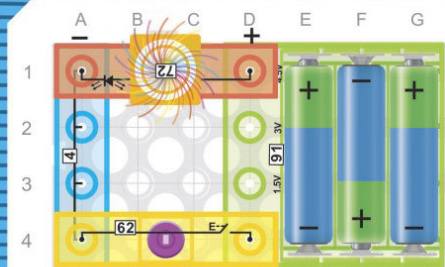 A B C D E F G
− +
1 72 4.5V + − +
2 3V
4 91
3 1.5V
− + −
4 62 E